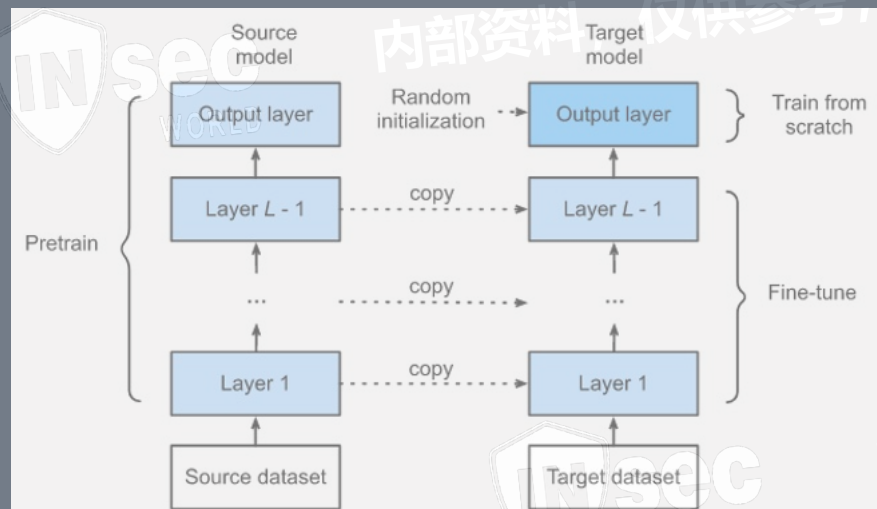 Source
model
Target
model
内部资料，仅供参考，
INSec
WORLD
Output layer
Random
initialization
Output layer
Train from
scratch
Layer L - 1
copy
Layer L - 1
Pretrain
...
copy
...
Fine-tune
Layer 1
copy
Layer 1
Source dataset
Target dataset
INSec